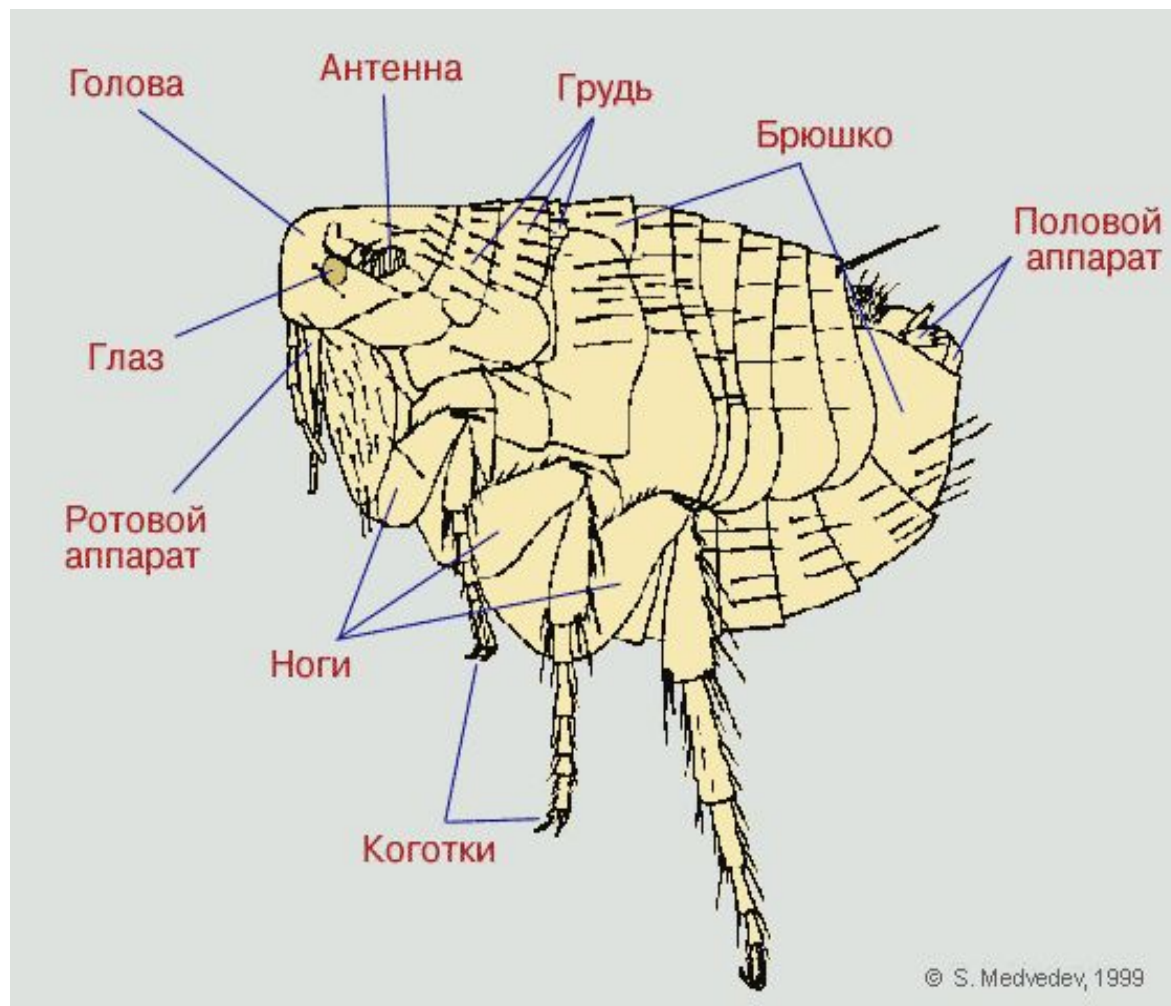 Антенна
Голова
Грудь
Брюшко
Половой
аппарат
Глаз
Ротовой
аппарат
Ноги
Коготки
© S. Medvedev, 1999